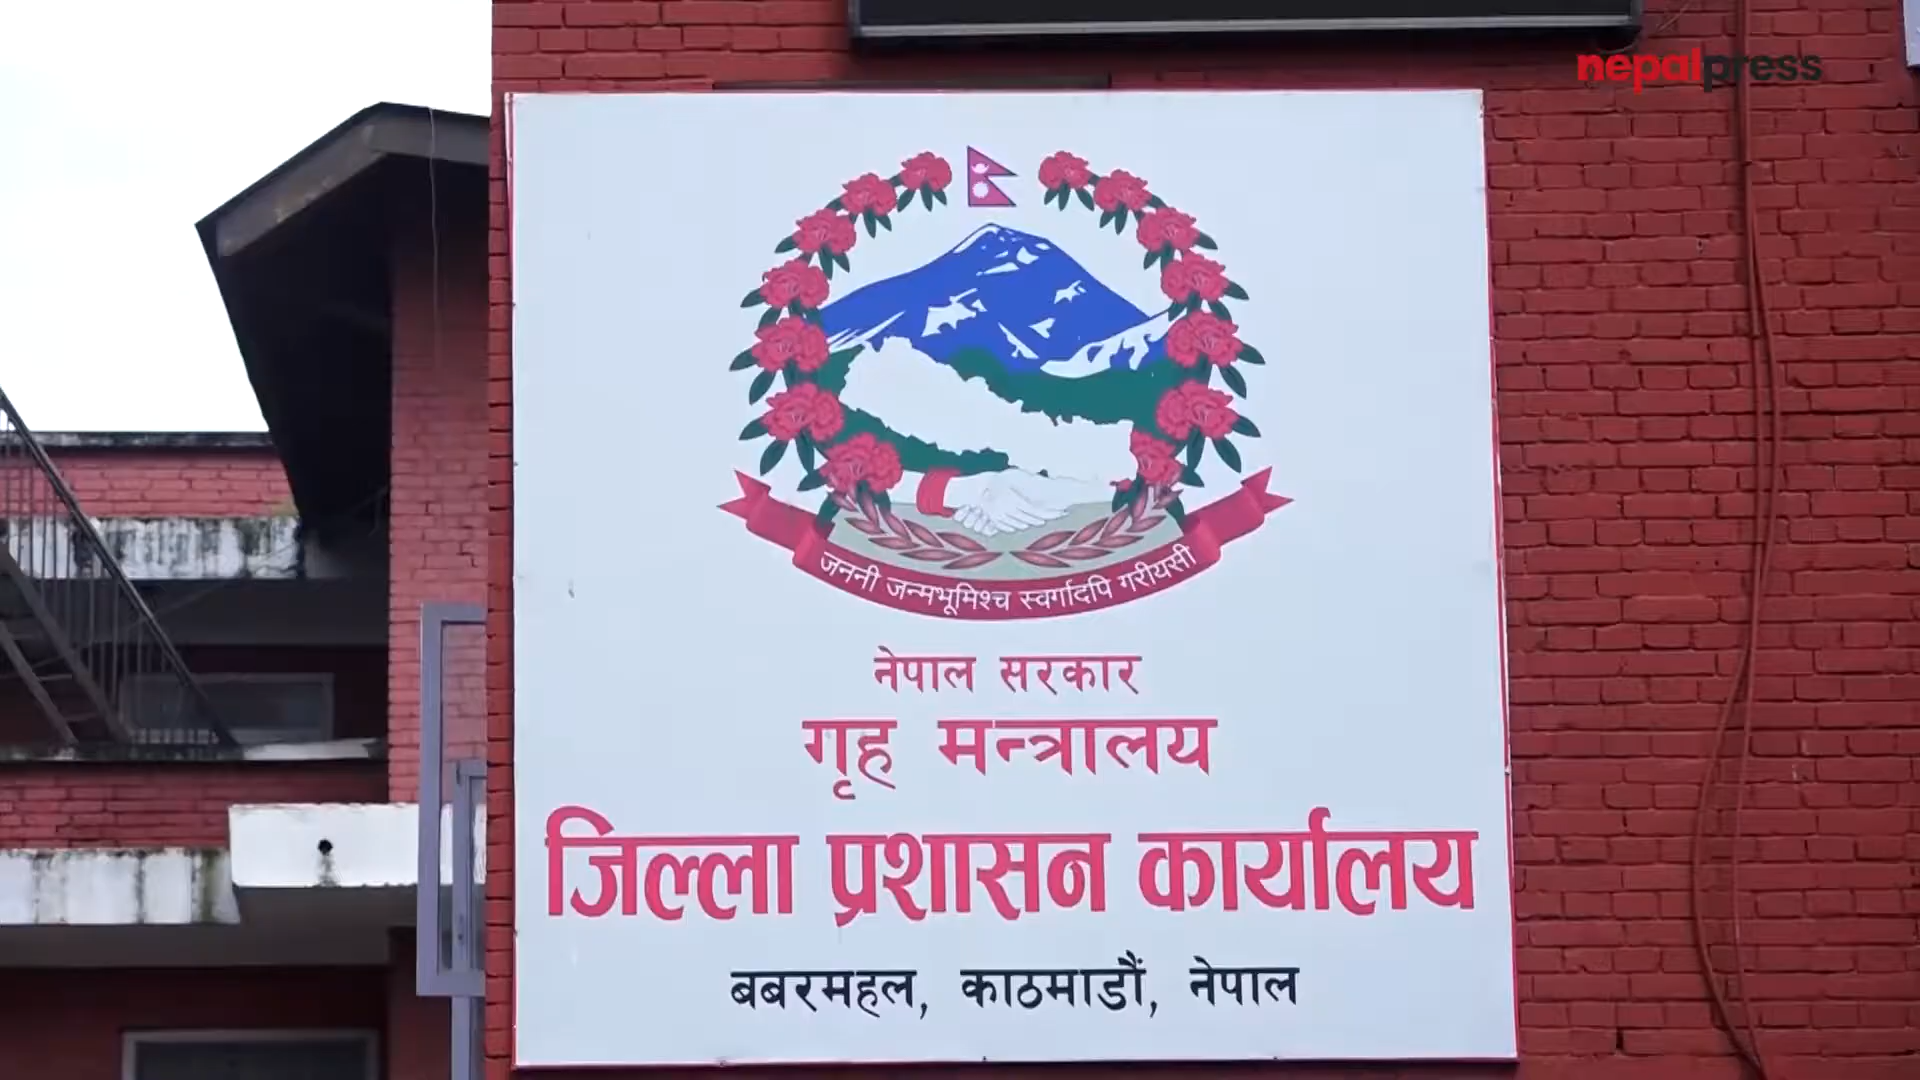 nepalpress
जननी जन्मभूमिश्च स्वर्गादपि गरीयसी
नेपाल सरकार
गृह मन्त्रालय
जिल्ला प्रशासन कार्यालय
बबरमहल, काठमाडौं, नेपाल